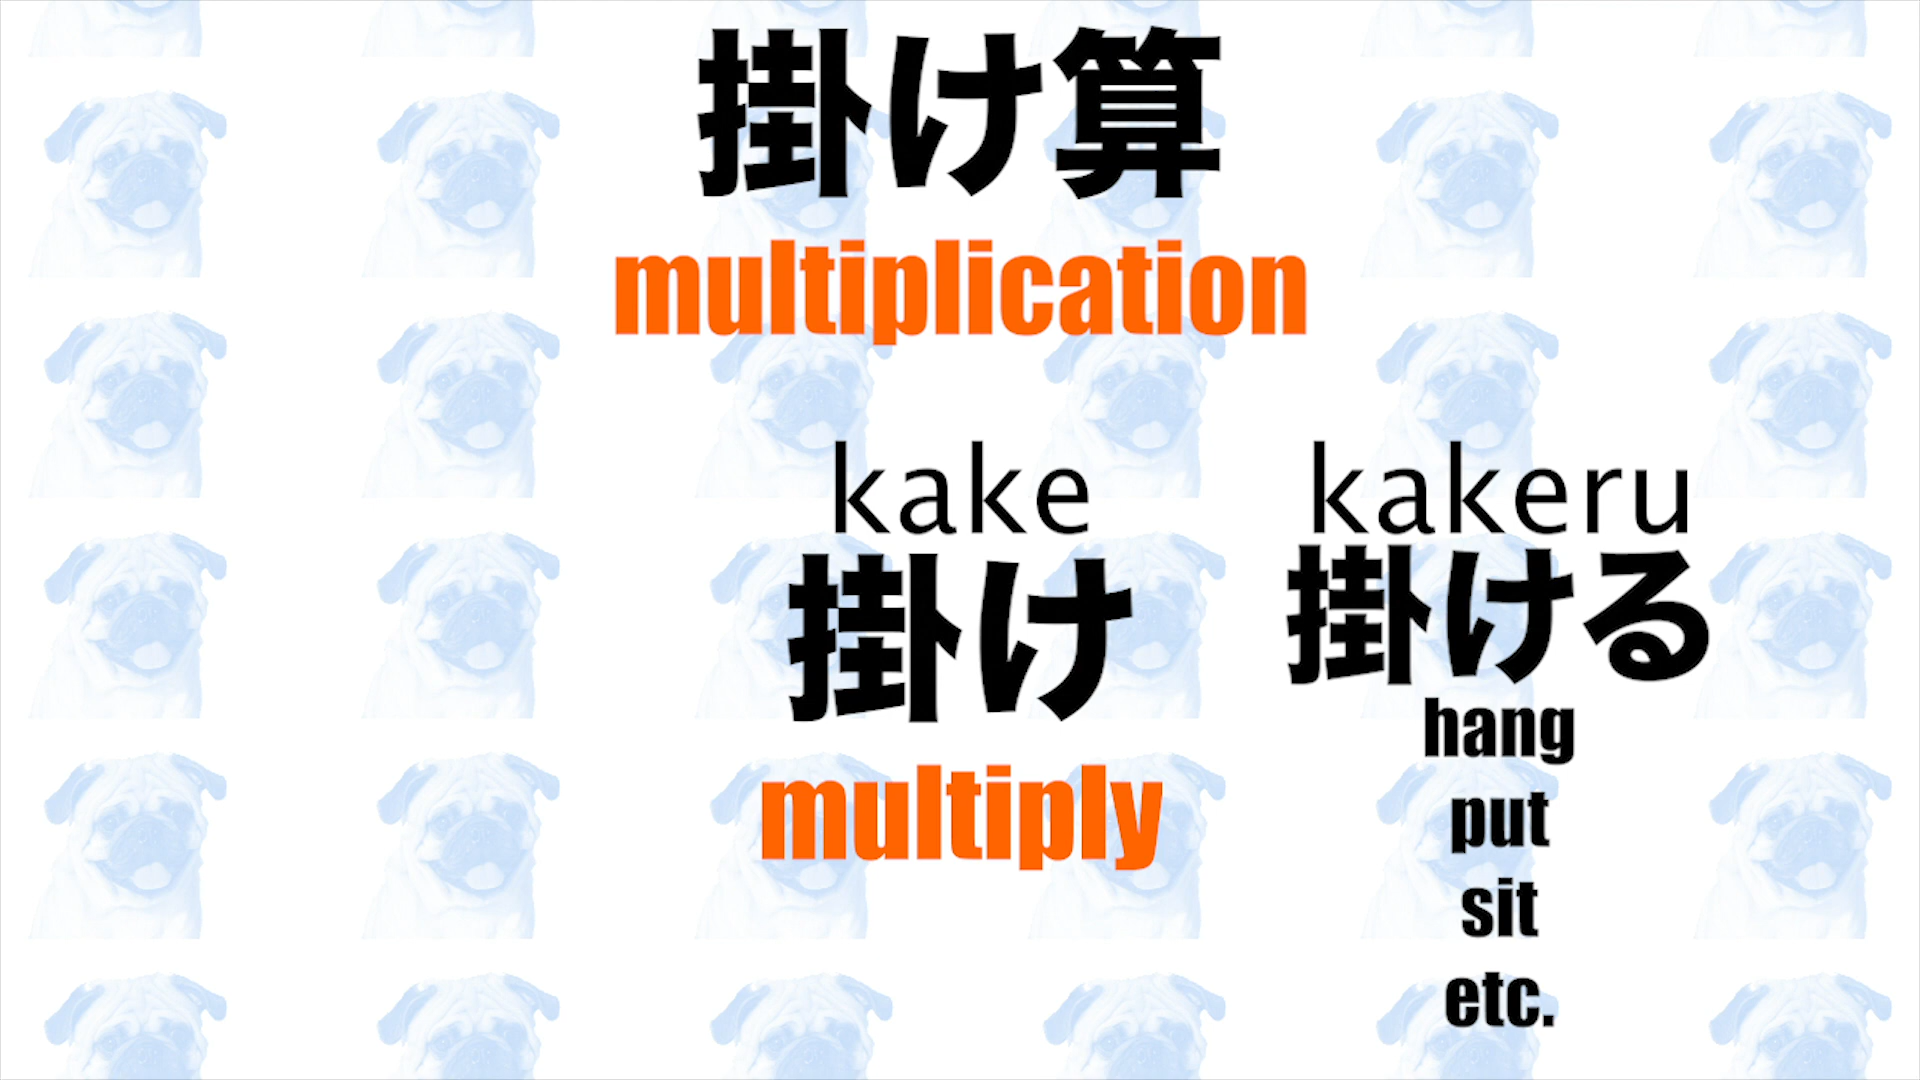 掛け算
multiplication
kake
掛け
multiply
kakeru
掛ける
hang
put
sit
etc.